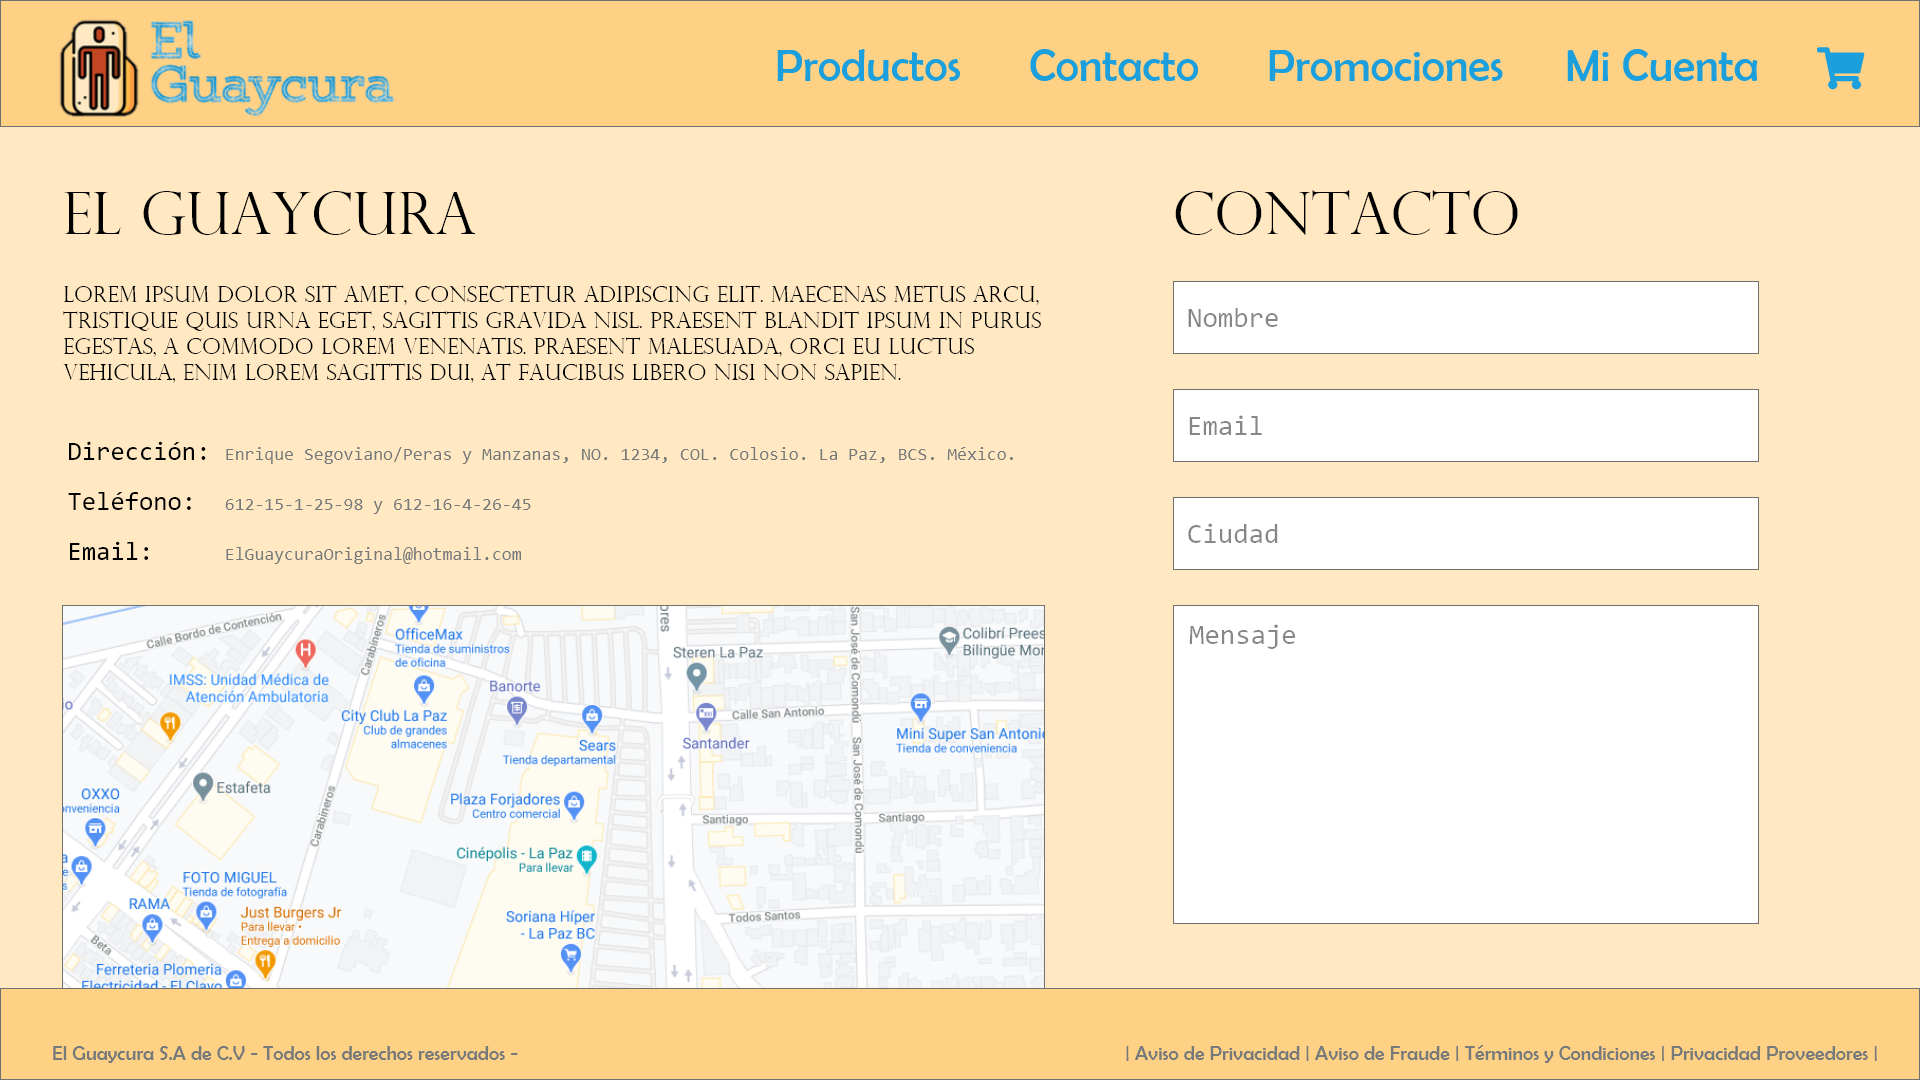 El
Guaycura
Productos
Contacto
Promociones
Mi Cuenta
EL GUAYCURA
LOREM IPSUM DOLOR SIT AMET, CONSECTETUR ADIPISCING ELIT. MAECENAS METUS ARCU,
TRISTIQUE QUIS URNA EGET, SAGITTIS GRAVIDA NISL. PRAESENT BLANDIT IPSUM IN PURUS
EGESTAS, A COMMODO LOREM VENENATIS. PRAESENT MALESUADA, ORCI EU LUCTUS
VEHICULA, ENIM LOREM SAGITTIS DUI, AT FAUCIBUS LIBERO NISI NON SAPIEN.
Dirección: Enrique Segoviano/Peras y Manzanas, NO. 1234, COL. Colosio. La Paz, BCS. México.
Teléfono: 612-15-1-25-98 y 612-16-4-26-45
Email: ElGuaycuraOriginal@hotmail.com
CONTACTO
Nombre
Email
Ciudad
Mensaje
Calle Bordo de Contención
Carabineros
OfficeMax
Tienda de suministros
de oficina
IMSS: Unidad Médica de
Atención Ambulatoria
H
City Club La Paz
Club de grandes
almacenes
Banorte
Sears
Tienda departamental
ores
Steren La Paz
Santander
Calle San Antonio
San José de Comondú
San José de Comondú
Colibrí Prees
Bilingüe Mor
Mini Super San Antonio
Tienda de conveniencia
Estafeta
OXXO
nveniencia
Carabineros
Plaza Forjadores
Centro comercial
Santiago
Santiago
Cinépolis - La Paz
Para llevar
FOTO MIGUEL
Tienda de fotografía
RAMA
Just Burgers Jr
Para llevar •
Entrega a domicilio
Soriana Híper
- La Paz BC
Todos Santos
Beta
Ferreteria Plomeria
Electricidad - El Clavo
El Guaycura S.A de C.V - Todos los derechos reservados -
| Aviso de Privacidad | Aviso de Fraude | Términos y Condiciones | Privacidad Proveedores |